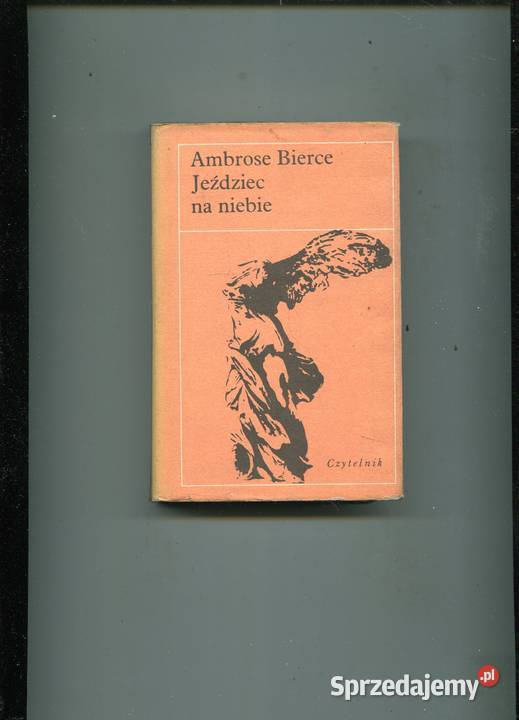 Ambrose Bierce
Jeździec
na niebie
Czytelnik
Sprzedajemy.pl